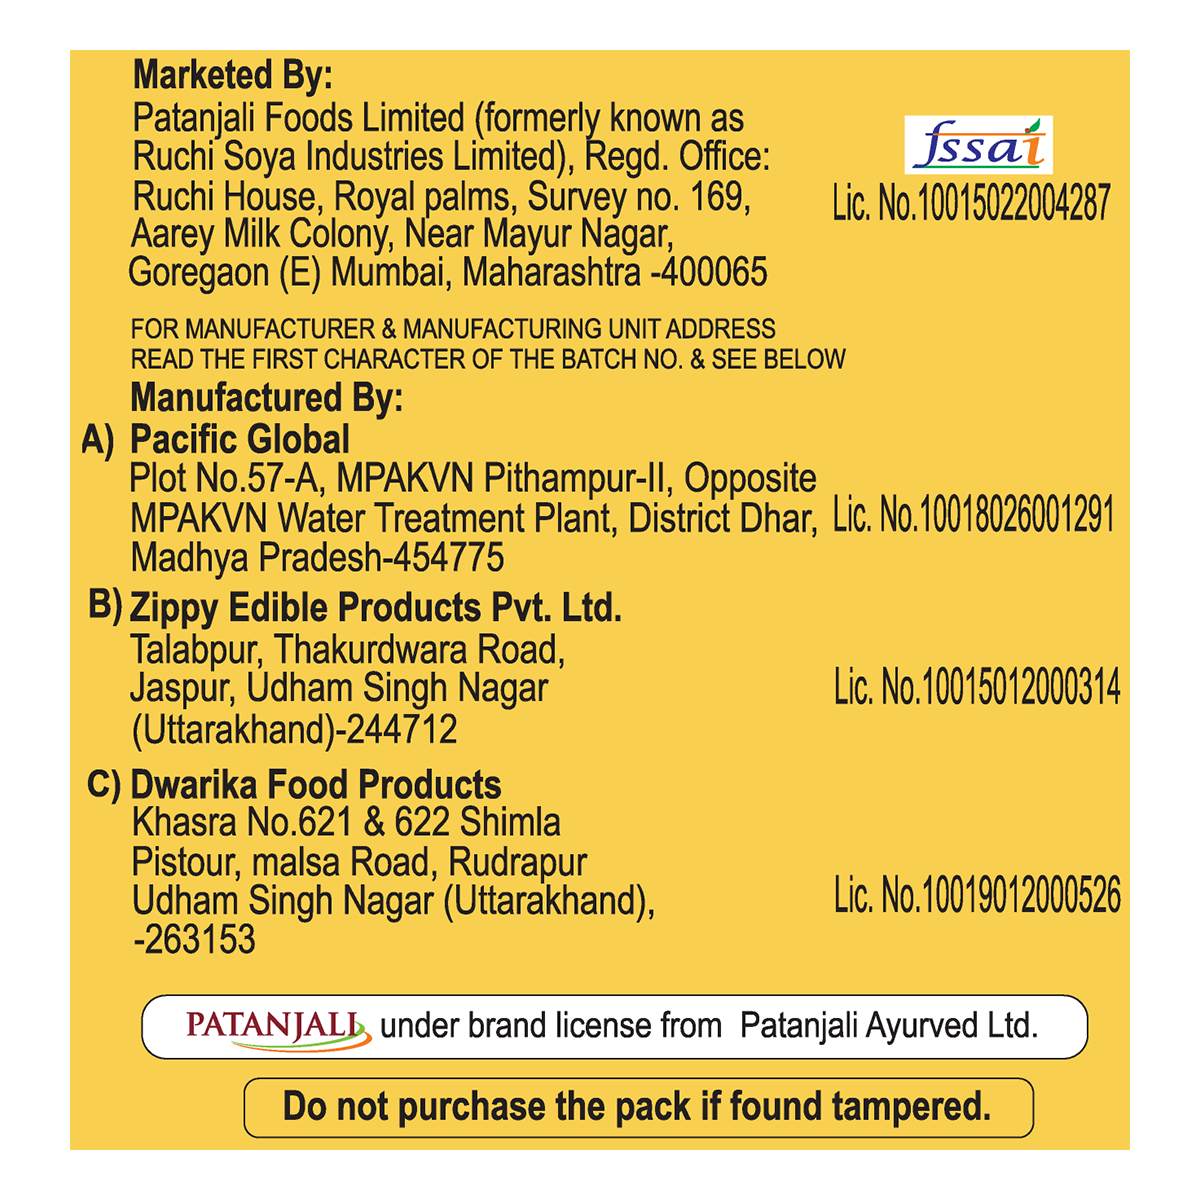 Marketed By:
Patanjali Foods Limited (formerly known as
Ruchi Soya Industries Limited), Regd. Office:
Ruchi House, Royal palms, Survey no. 169,
Aarey Milk Colony, Near Mayur Nagar,
Goregaon (E) Mumbai, Maharashtra -400065
fssai
Lic. No.10015022004287
FOR MANUFACTURER & MANUFACTURING UNIT ADDRESS
READ THE FIRST CHARACTER OF THE BATCH NO. & SEE BELOW
Manufactured By:
A) Pacific Global
Plot No.57-A, MPAKVN Pithampur-II, Opposite
MPAKVN Water Treatment Plant, District Dhar,
Madhya Pradesh-454775
Lic. No.10018026001291
B) Zippy Edible Products Pvt. Ltd.
Talabpur, Thakurdwara Road,
Jaspur, Udham Singh Nagar
(Uttarakhand)-244712
Lic. No.10015012000314
C) Dwarika Food Products
Khasra No.621 & 622 Shimla
Pistour, malsa Road, Rudrapur
Udham Singh Nagar (Uttarakhand),
-263153
Lic. No.10019012000526
PATANJALI under brand license from Patanjali Ayurved Ltd.
Do not purchase the pack if found tampered.